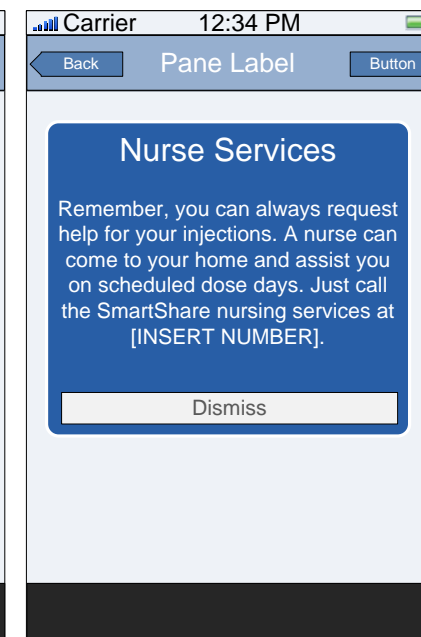 Carrier 12:34 PM
Back Pane Label Button
Nurse Services
Remember, you can always request
help for your injections. A nurse can
come to your home and assist you
on scheduled dose days. Just call
the SmartShare nursing services at
[INSERT NUMBER].
Dismiss